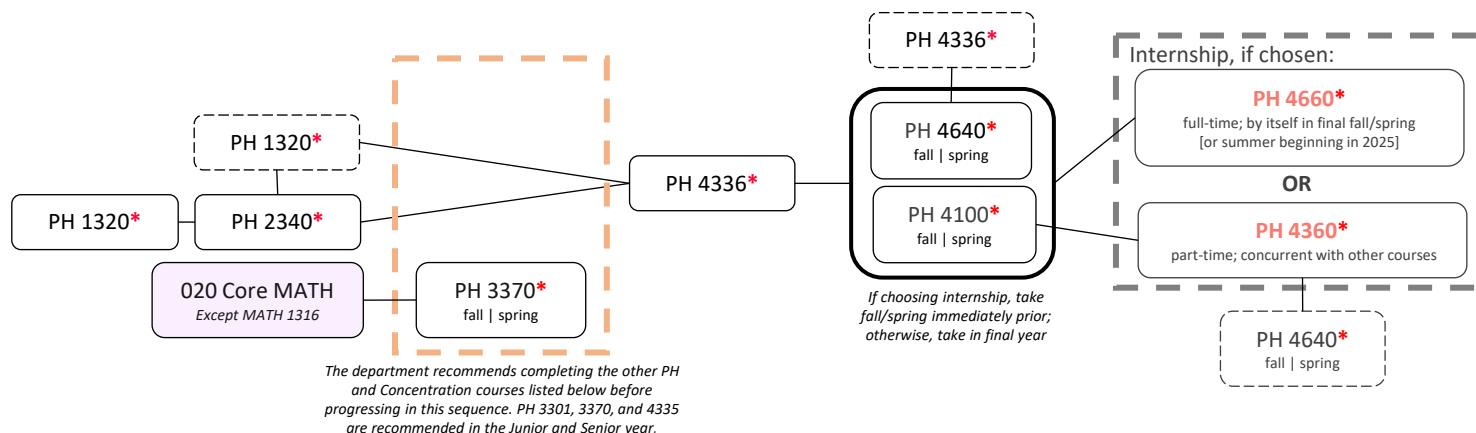 PH 4336*
Internship, if chosen:
PH 4660*
full-time; by itself in final fall/spring
[or summer beginning in 2025]
PH 4640*
fall | spring
PH 1320*
PH 4336*
OR
PH 1320*
PH 2340*
PH 4100*
fall | spring
PH 4360*
part-time; concurrent with other courses
020 Core MATH
Except MATH 1316
PH 3370*
fall | spring
If choosing internship, take
fall/spring immediately prior;
otherwise, take in final year
PH 4640*
fall | spring
The department recommends completing the other PH
and Concentration courses listed below before
progressing in this sequence. PH 3301, 3370, and 4335
are recommended in the Junior and Senior year.